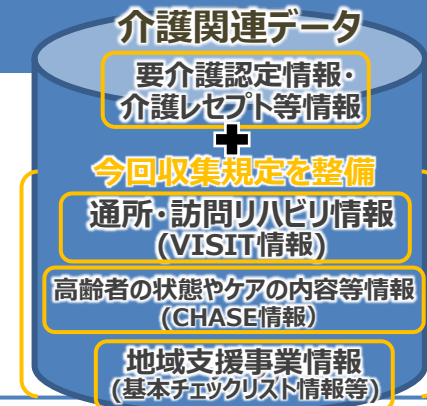 介護関連データ
要介護認定情報・
介護レセプト等情報
+
今回収集規定を整備
通所・訪問リハビリ情報
(VISIT情報)
高齢者の状態やケアの内容等情報
(CHASE情報)
地域支援事業情報
(基本チェックリスト情報等)